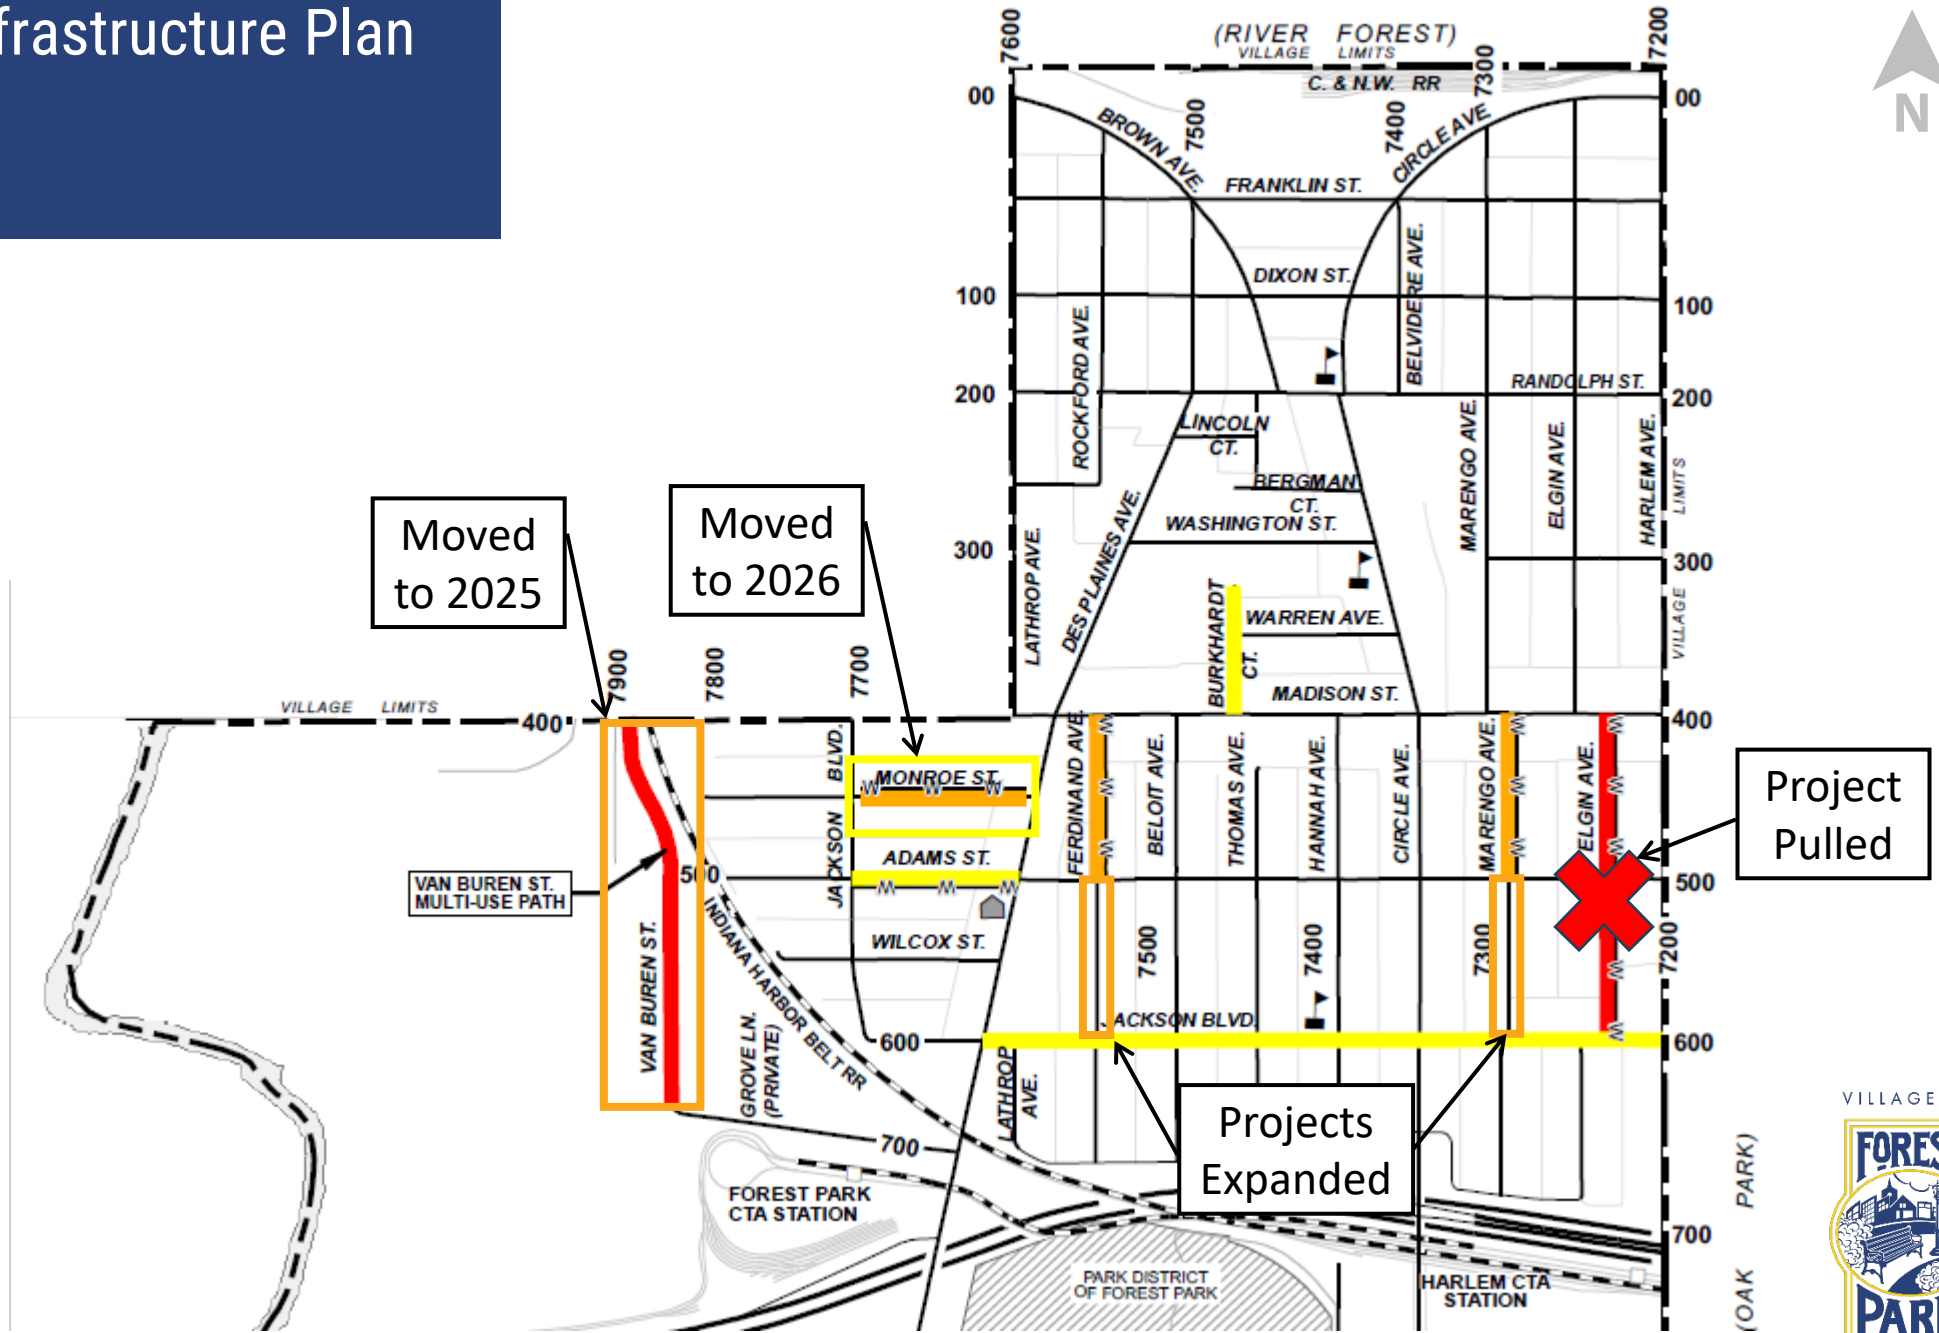 frastructure Plan
(RIVER FOREST)
VILLAGE LIMITS
7600
7200
7300
C. & N.W. RR
N
00
00
BROWN AVE.
7500
7400
CIRCLE AVE.
FRANKLIN ST.
DIXON ST.
BELVIDERE AVE.
100
100
ROCKFORD AVE.
RANDOLPH ST.
200
200
LINCOLN
CT.
BERGMAN
CT.
WASHINGTON ST.
MARENGO AVE.
ELGIN AVE.
HARLEM AVE.
VILLAGE LIMITS
300
300
LATHROP AVE.
DES PLAINES AVE.
BURKHARDT
CT.
WARREN AVE.
MADISON ST.
Moved
to 2025
Moved
to 2026
7900
7800
7700
VILLAGE LIMITS
400
400
JACKSON BLVD.
MONROE ST.
W W W
ADAMS ST.
W W W
WILCOX ST.
FERDINAND AVE.
W
W
W
BELOIT AVE.
THOMAS AVE.
HANNAH AVE.
CIRCLE AVE.
MARENGO AVE.
W
W
W
ELGIN AVE.
W
W
W
W
W
Project
Pulled
500
500
VAN BUREN ST.
MULTI-USE PATH
VAN BUREN ST.
INDIANA HARBOR BELT RR
GROVE LN.
(PRIVATE)
7500
7400
7300
7200
JACKSON BLVD.
600
600
LATHROP
AVE.
Projects
Expanded
700
700
FOREST PARK
CTA STATION
PARK DISTRICT
OF FOREST PARK
HARLEM CTA
STATION
(OAK PARK)
VILLAGE
FORES
PAR